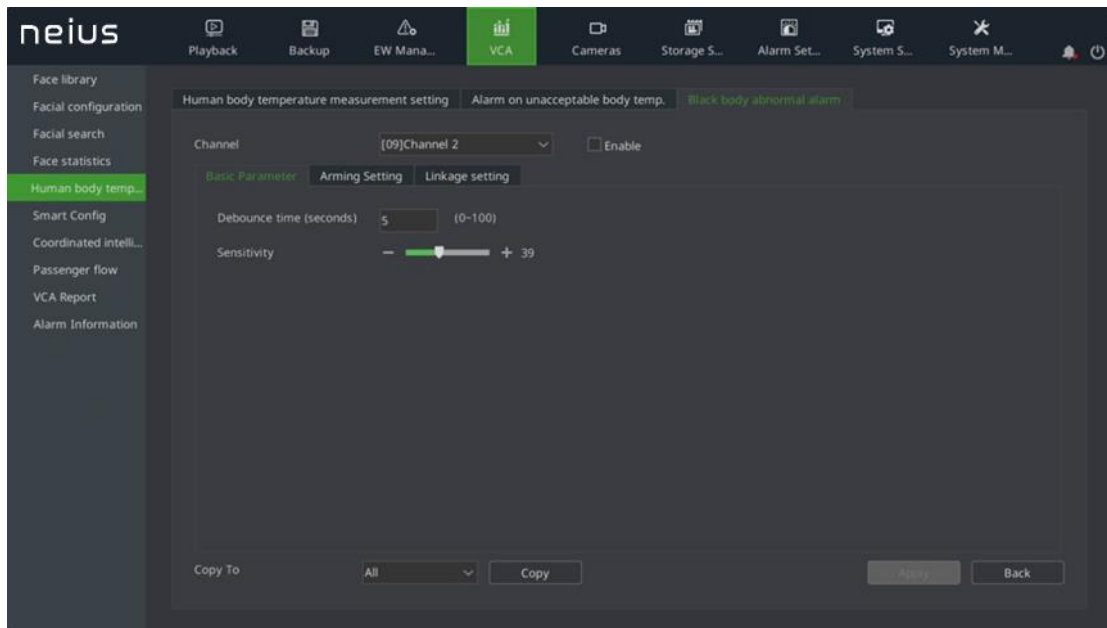 neius
Playback Backup EW Mana... VCA Cameras Storage S... Alarm Set... System S... System M...
Face library
Facial configuration
Facial search
Face statistics
Human body temp...
Smart Config
Coordinated intelli...
Passenger flow
VCA Report
Alarm Information
Human body temperature measurement setting Alarm on unacceptable body temp. Black body abnormal alarm
Channel [09]Channel 2 Enable
Basic Parameter Arming Setting Linkage setting
Debounce time (seconds) 5 (0~100)
Sensitivity − + 39
Copy To All Copy Apply Back